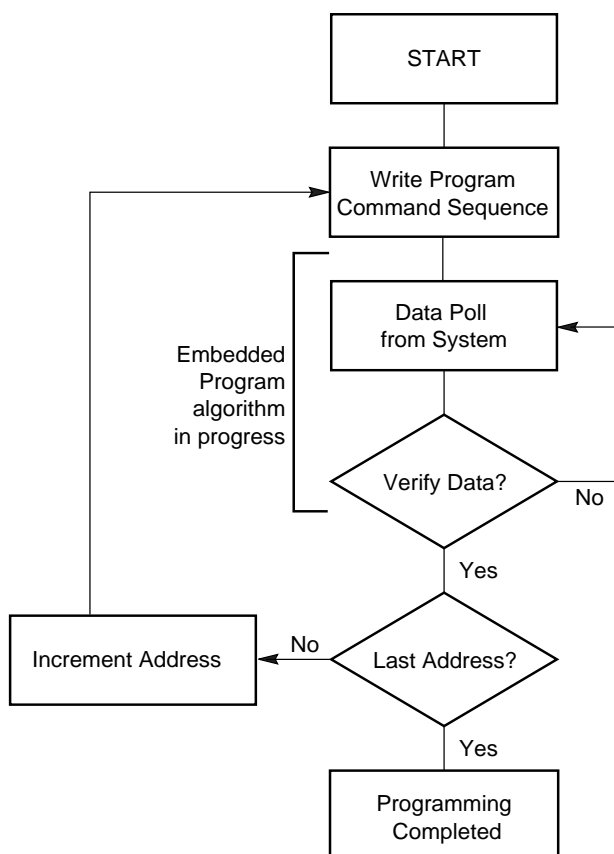 START
Write Program
Command Sequence
Data Poll
from System
Embedded
Program
algorithm
in progress
Verify Data?
No
Yes
Increment Address
No
Last Address?
Yes
Programming
Completed